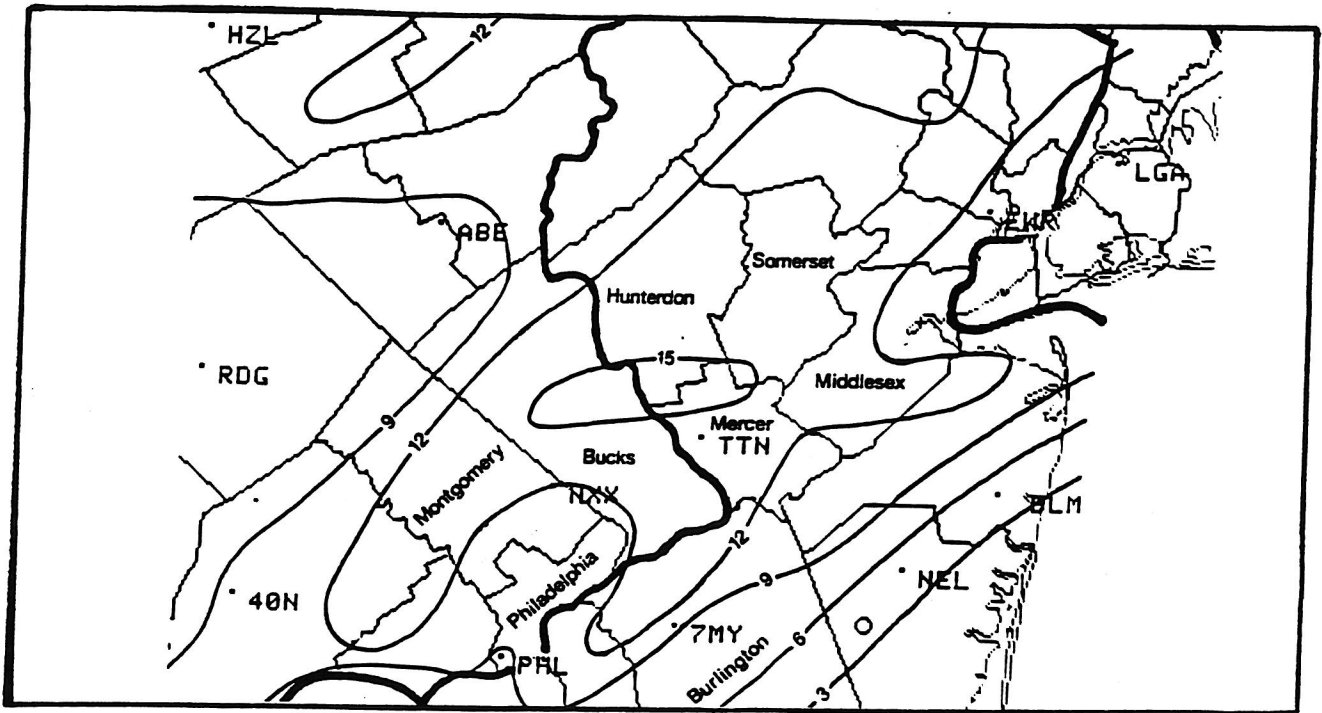 HZL
12
LGA
EWR
ABE
Somerset
Hunterdon
15
RDG
Middlesex
9
Mercer
12
TTN
Bucks
Montgomery
NXX
BLM
12
Philadelphia
9
NEL
40N
7MY
6
PHL
Burlington
3